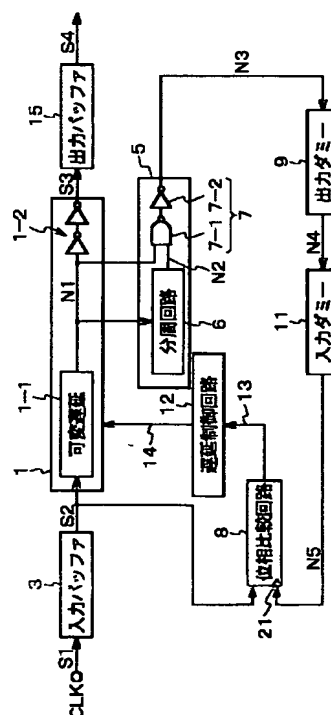 CLK
S1
3
入力バッファ
S2
1
1-1
可変遅延
N1
1-2
S3
15
出力バッファ
S4
5
分周回路
6
N2
7-1
7-2
7
N3
12
遅延制御回路
14
13
8
位相比較回路
21
N5
11
入力ダミー
N4
9
出力ダミー